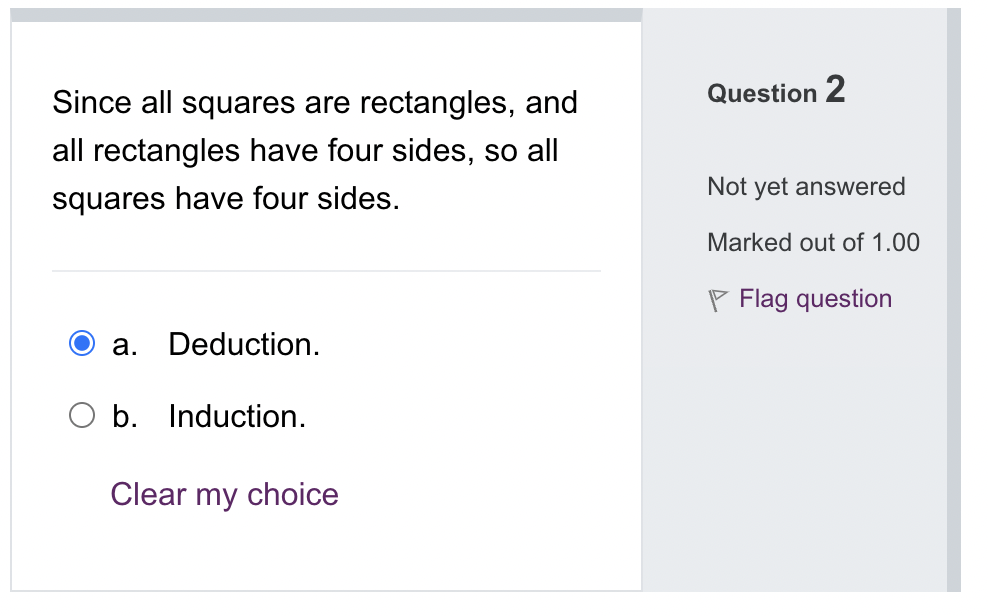 Since all squares are rectangles, and
all rectangles have four sides, so all
squares have four sides.
a. Deduction.
b. Induction.
Clear my choice
Question 2
Not yet answered
Marked out of 1.00
Flag question